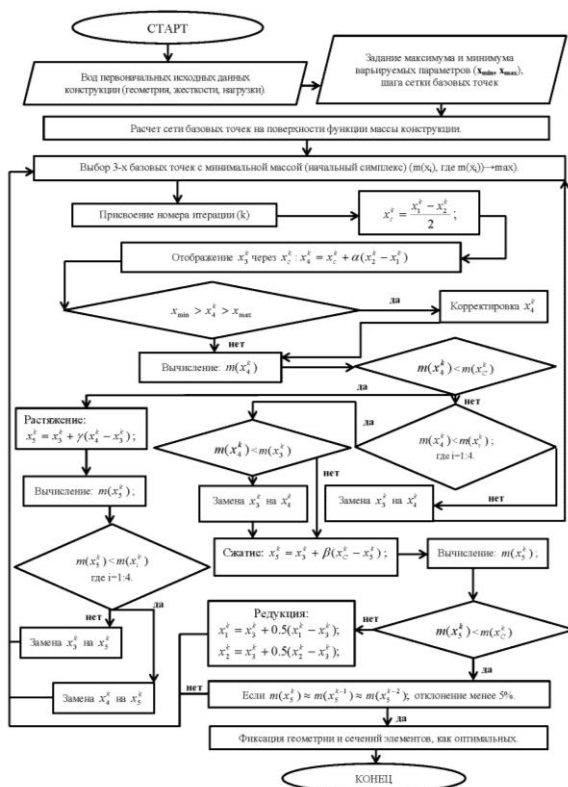 СТАРТ
Вод первоначальных исходных данных
конструкции (геометрия, жесткости, нагрузки).
Задание максимума и минимума
варьируемых параметров (x_min, x_max),
шага сетки базовых точек
Расчет сети базовых точек на поверхности функции массы конструкции.
Выбор 3-х базовых точек с минимальной массой (начальный симплекс) (m(x_i), где m(x_i))→max).
Присвоение номера итерации (k)
x_c^k = (x_1^k − x_2^k)/2 ;
Отображение x_3^k через x_c^k : x_4^k = x_c^k + α(x_2^k − x_1^k)
x_min > x_4^k > x_max
да
Корректировка x_4^k
нет
Вычисление: m(x_4^k)
m(x_4^k) < m(x_C^k)
да
нет
Растяжение:
x_5^k = x_3^k + γ(x_4^k − x_3^k);
да
m(x_4^k) < m(x_3^k)
m(x_4^k) < m(x_i^k);
где i=1:4.
нет
нет
Вычисление: m(x_5^k);
Замена x_3^k на x_4^k
Замена x_3^k на x_4^k
Сжатие: x_5^k = x_3^k + β(x_C^k − x_5^k);
Вычисление: m(x_5^k);
m(x_5^k) < m(x_i^k)
где i=1:4.
нет
да
Замена x_3^k на x_5^k
Замена x_4^k на x_5^k
Редукция:
x_1^k = x_3^k + 0.5(x_1^k − x_3^k);
x_2^k = x_3^k + 0.5(x_2^k − x_3^k);
нет
m(x_5^k) < m(x_C^k)
да
нет
Если m(x_5^k) ≈ m(x_5^{k−1}) ≈ m(x_5^{k−2}); отклонение менее 5%.
да
Фиксация геометрии и сечений элементов, как оптимальных.
КОНЕЦ